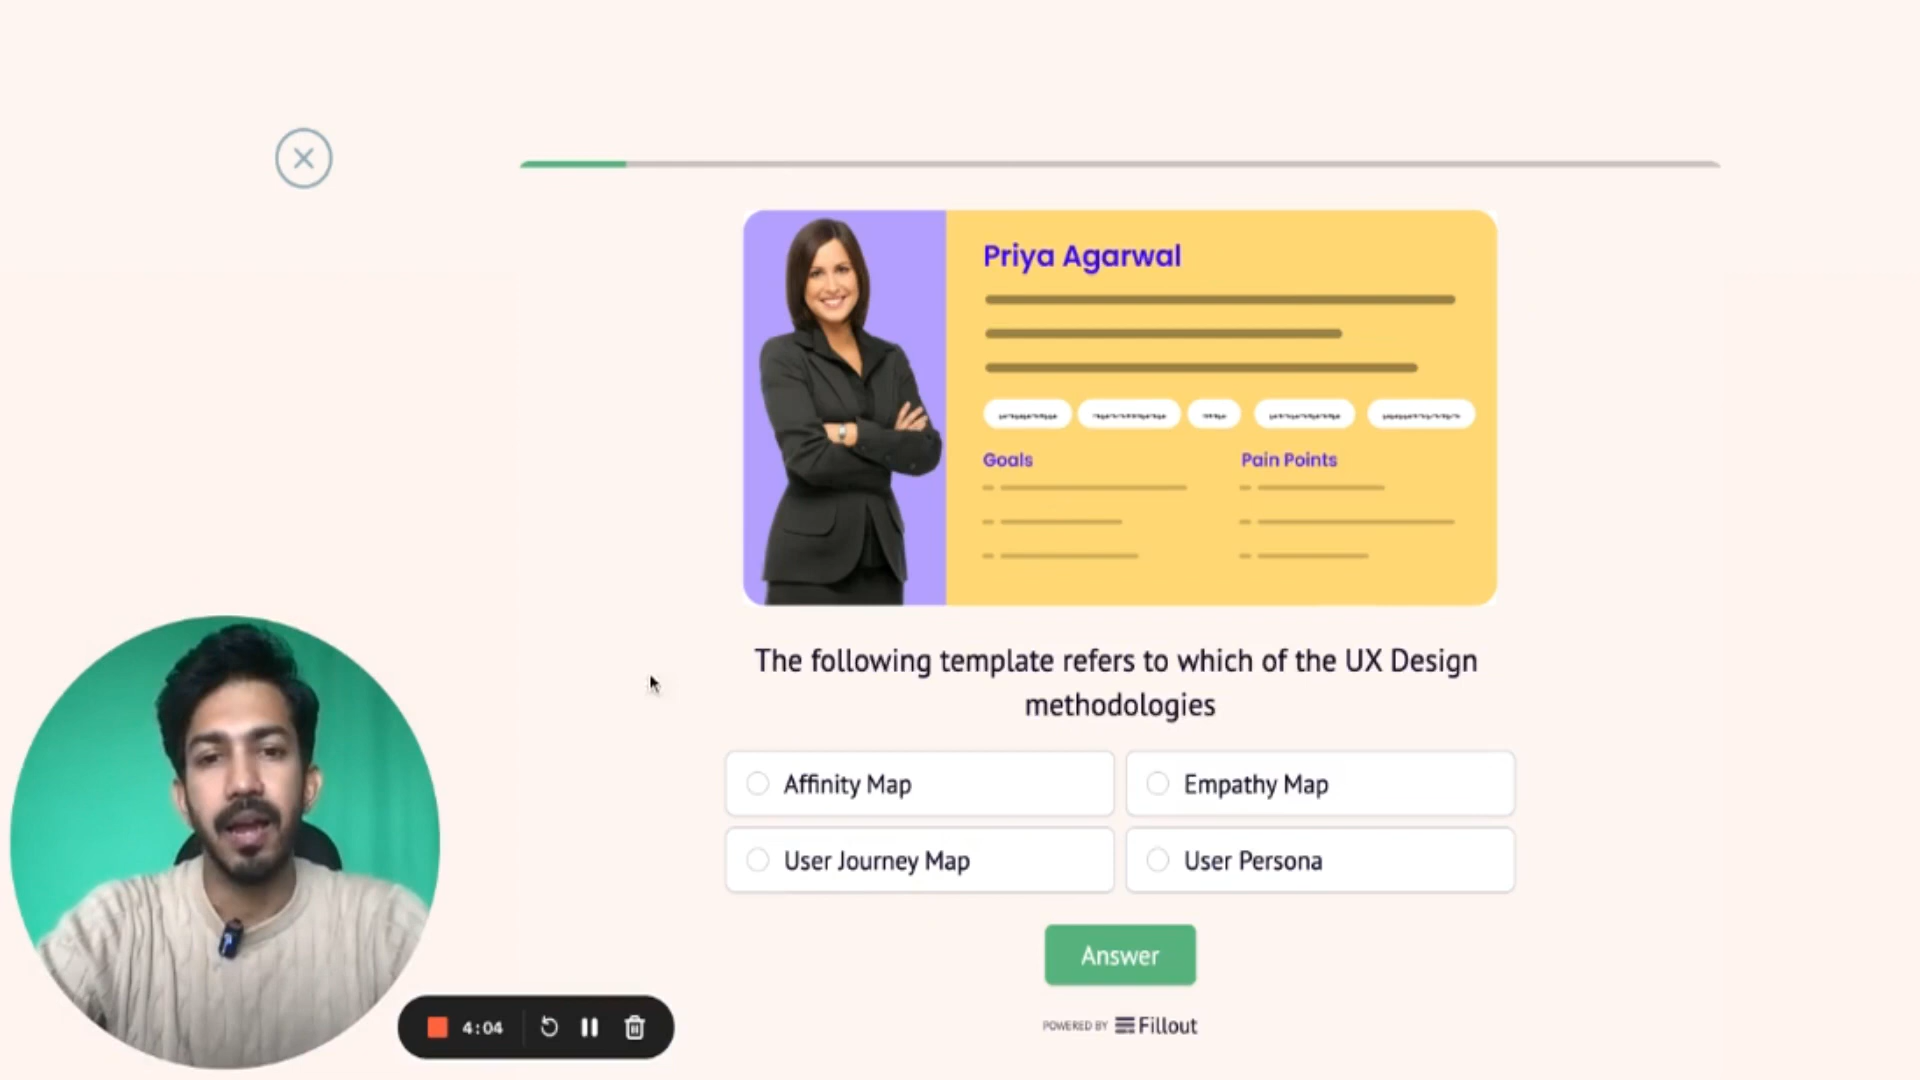 Priya Agarwal
Goals
Pain Points
The following template refers to which of the UX Design
methodologies
Affinity Map
Empathy Map
User Journey Map
User Persona
Answer
POWERED BY Fillout
4:04